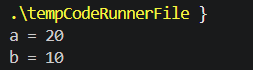 .\tempCodeRunnerFile }
a = 20
b = 10